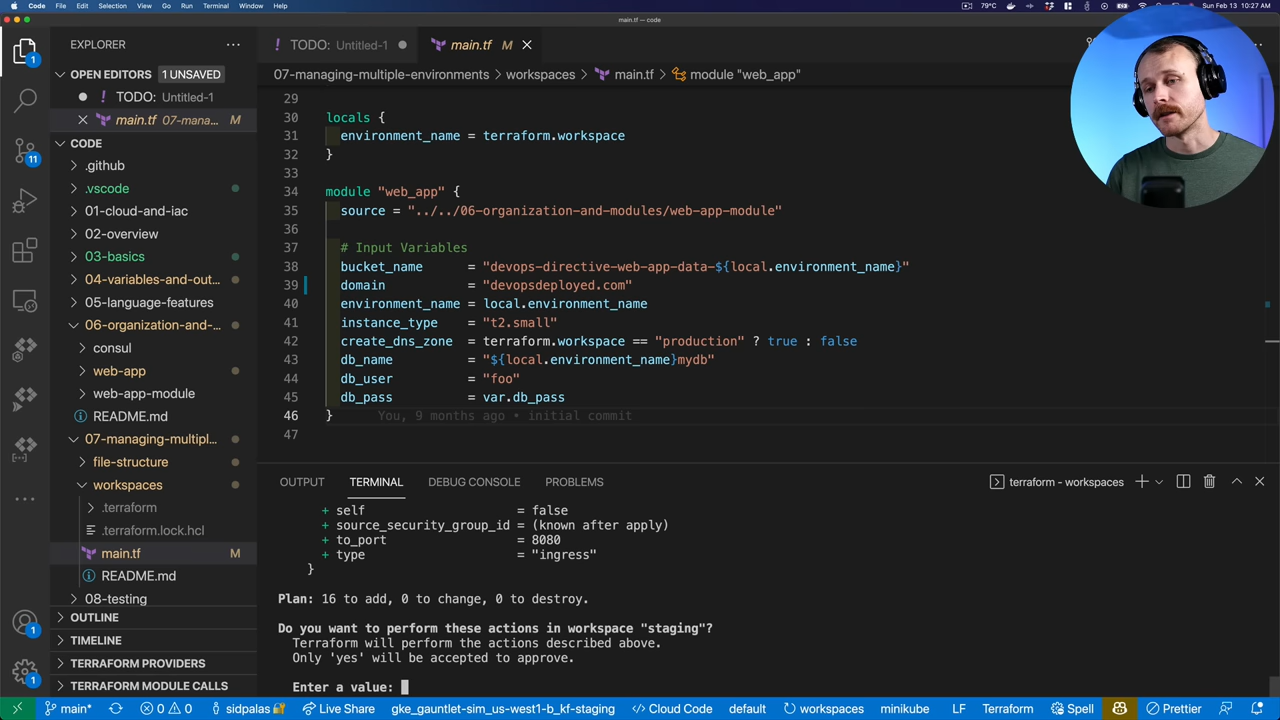 Code File Edit Selection View Go Run Terminal Window Help 79°C Sun Feb 13 10:27 AM
main.tf — code
EXPLORER
TODO: Untitled-1
main.tf M
07-managing-multiple-environments > workspaces > main.tf > module "web_app"
OPEN EDITORS 1 UNSAVED
! TODO: Untitled-1
main.tf 07-mana... M
CODE
.github
.vscode
01-cloud-and-iac
02-overview
03-basics
04-variables-and-out...
05-language-features
06-organization-and-...
consul
web-app
web-app-module
README.md
07-managing-multipl...
file-structure
workspaces
.terraform
.terraform.lock.hcl
main.tf M
README.md
08-testing
OUTLINE
TIMELINE
TERRAFORM PROVIDERS
TERRAFORM MODULE CALLS
1
11
1
1
29
30 locals {
31 environment_name = terraform.workspace
32 }
33
34 module "web_app" {
35 source = "../../06-organization-and-modules/web-app-module"
36
37 # Input Variables
38 bucket_name = "devops-directive-web-app-data-${local.environment_name}"
39 domain = "devopsdeployed.com"
40 environment_name = local.environment_name
41 instance_type = "t2.small"
42 create_dns_zone = terraform.workspace == "production" ? true : false
43 db_name = "${local.environment_name}mydb"
44 db_user = "foo"
45 db_pass = var.db_pass
46 } You, 9 months ago • initial commit
47
OUTPUT TERMINAL DEBUG CONSOLE PROBLEMS terraform - workspaces
+ self = false
+ source_security_group_id = (known after apply)
+ to_port = 8080
+ type = "ingress"
}
Plan: 16 to add, 0 to change, 0 to destroy.
Do you want to perform these actions in workspace "staging"?
Terraform will perform the actions described above.
Only 'yes' will be accepted to approve.
Enter a value:
main* 0 0 sidpalas Live Share gke_gauntlet-sim_us-west1-b_kf-staging Cloud Code default workspaces minikube LF Terraform Spell Prettier